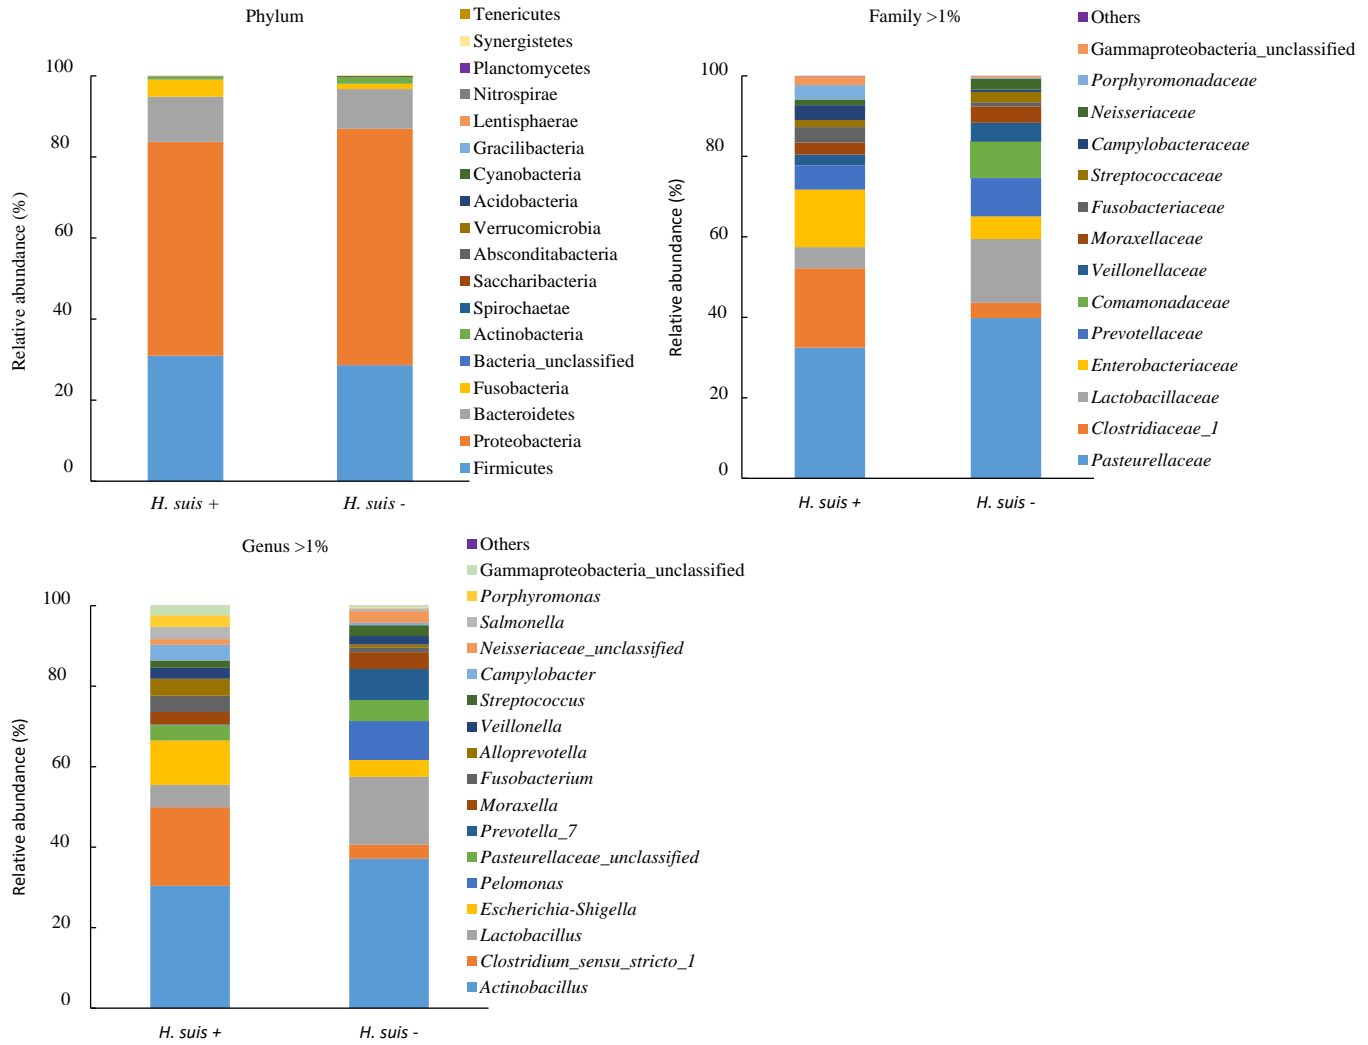 Phylum
Relative abundance (%)
100
80
60
40
20
0
H. suis +
H. suis -
Tenericutes
Synergistetes
Planctomycetes
Nitrospirae
Lentisphaerae
Gracilibacteria
Cyanobacteria
Acidobacteria
Verrucomicrobia
Absconditabacteria
Saccharibacteria
Spirochaetae
Actinobacteria
Bacteria_unclassified
Fusobacteria
Bacteroidetes
Proteobacteria
Firmicutes
Family >1%
Relative abundance (%)
100
80
60
40
20
0
H. suis +
H. suis -
Others
Gammaproteobacteria_unclassified
Porphyromonadaceae
Neisseriaceae
Campylobacteraceae
Streptococcaceae
Fusobacteriaceae
Moraxellaceae
Veillonellaceae
Comamonadaceae
Prevotellaceae
Enterobacteriaceae
Lactobacillaceae
Clostridiaceae_1
Pasteurellaceae
Genus >1%
Relative abundance (%)
100
80
60
40
20
0
H. suis +
H. suis -
Others
Gammaproteobacteria_unclassified
Porphyromonas
Salmonella
Neisseriaceae_unclassified
Campylobacter
Streptococcus
Veillonella
Alloprevotella
Fusobacterium
Moraxella
Prevotella_7
Pasteurellaceae_unclassified
Pelomonas
Escherichia-Shigella
Lactobacillus
Clostridium_sensu_stricto_1
Actinobacillus